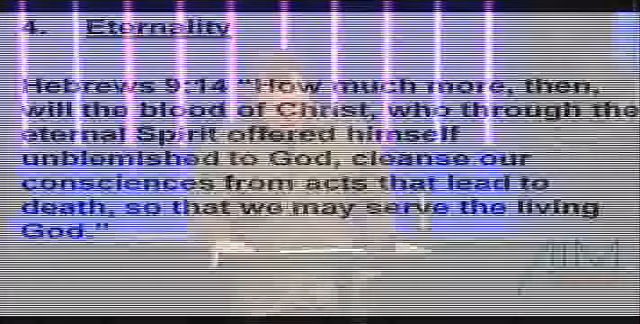 4. Eternality
Hebrews 9:14 "How much more, then,
will the blood of Christ, who through the
eternal Spirit offered himself
unblemished to God, cleanse our
consciences from acts that lead to
death, so that we may serve the living
God."
AIM